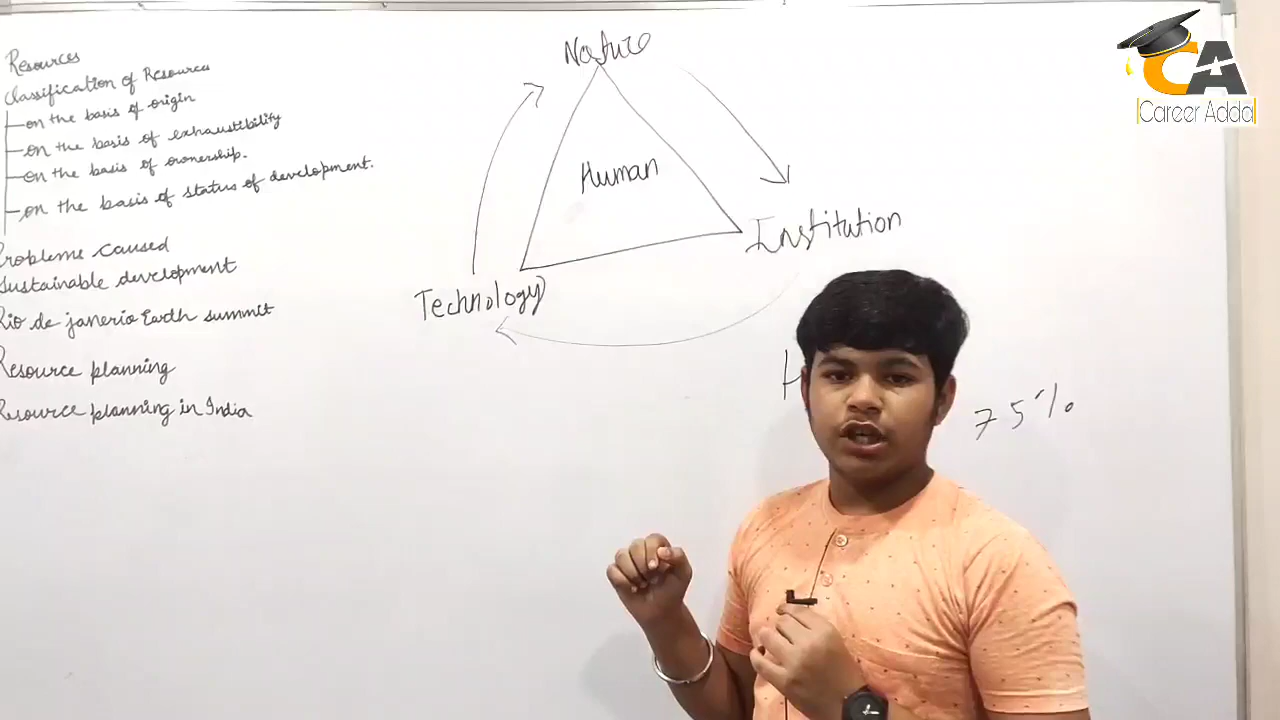 Resources
Classification of Resources
on the basis of origin
on the basis of exhaustibility
on the basis of ownership.
on the basis of status of development.
Problems caused
Sustainable development
Rio de janerio Earth summit
Resource planning
Resource planning in India
Nature
Human
Institution
Technology
H
75%
CA
Career Adda